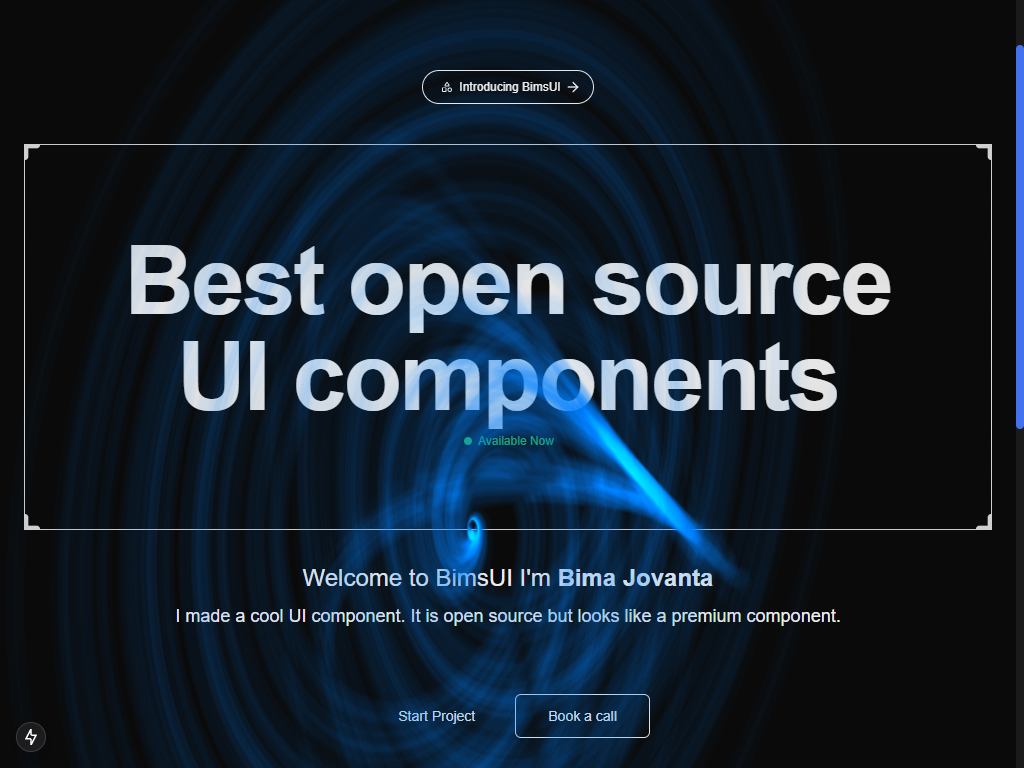 Introducing BimsUI
Best open source
UI components
Available Now
Welcome to BimsUI I'm Bima Jovanta
I made a cool UI component. It is open source but looks like a premium component.
Start Project
Book a call